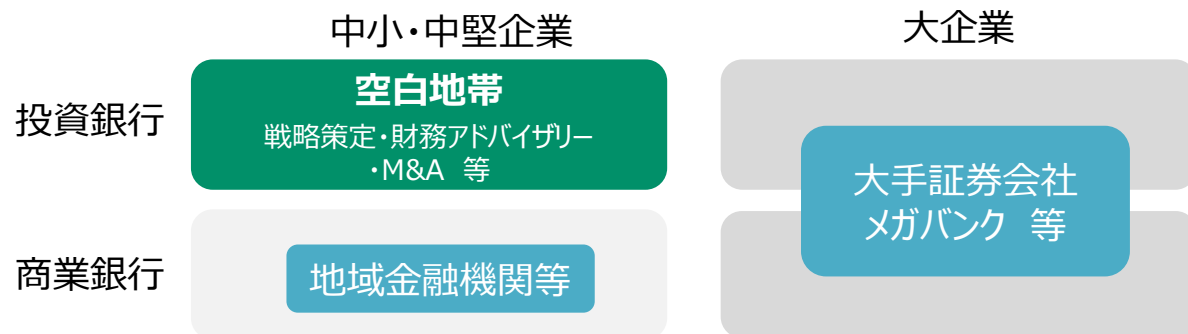 中小・中堅企業
大企業
投資銀行
空白地帯
戦略策定・財務アドバイザリー
・M&A 等
大手証券会社
メガバンク 等
商業銀行
地域金融機関等